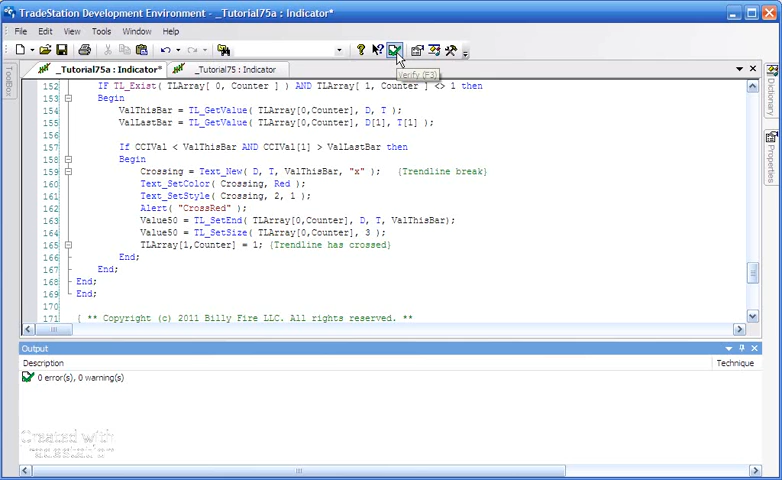 TradeStation Development Environment - _Tutorial75a : Indicator*
File Edit View Tools Window Help
_Tutorial75a : Indicator*
_Tutorial75 : Indicator
Verify (F3)
ToolBox
Dictionary
Properties
152 IF TL_Exist( TLArray[ 0, Counter ] ) AND TLArray[ 1, Counter ] <> 1 then
153 Begin
154 ValThisBar = TL_GetValue( TLArray[0,Counter], D, T );
155 ValLastBar = TL_GetValue( TLArray[0,Counter], D[1], T[1] );
156
157 If CCIVal < ValThisBar AND CCIVal[1] > ValLastBar then
158 Begin
159 Crossing = Text_New( D, T, ValThisBar, "x" ); {Trendline break}
160 Text_SetColor( Crossing, Red );
161 Text_SetStyle( Crossing, 2, 1 );
162 Alert( "CrossRed" );
163 Value50 = TL_SetEnd( TLArray[0,Counter], D, T, ValThisBar);
164 Value50 = TL_SetSize( TLArray[0,Counter], 3 );
165 TLArray[1,Counter] = 1; {Trendline has crossed}
166 End;
167 End;
168 End;
169 End;
170
171 { ** Copyright (c) 2011 Billy Fire LLC. All rights reserved. **
Output
Description Technique
0 error(s), 0 warning(s)
Created with